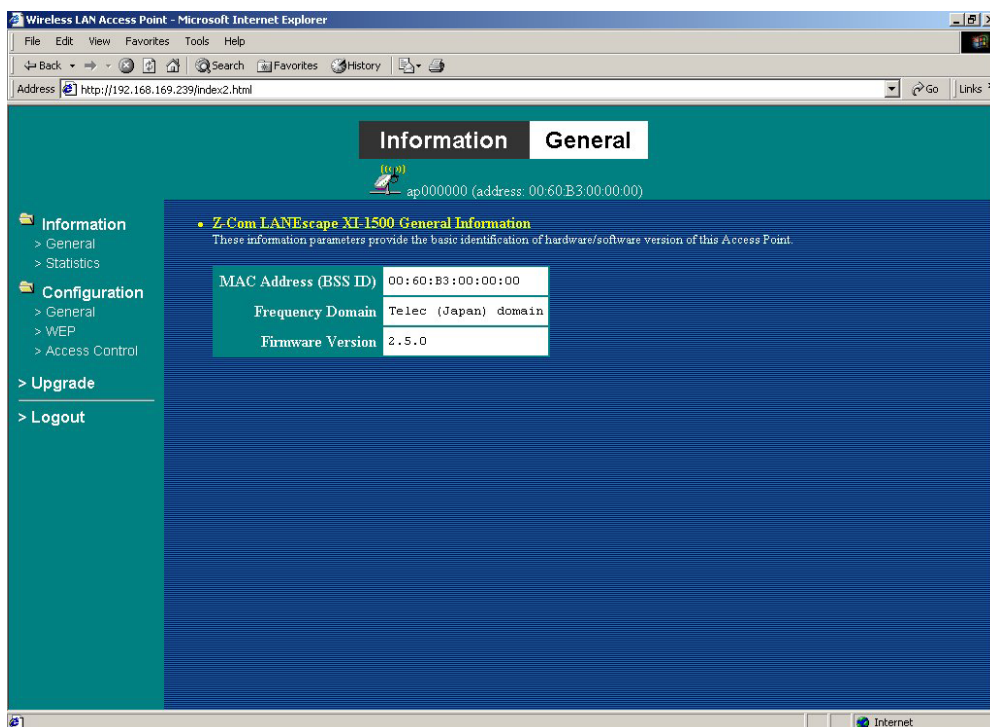 Wireless LAN Access Point - Microsoft Internet Explorer
File Edit View Favorites Tools Help
Back Search Favorites History
Address http://192.168.169.239/index2.html Go Links
Information General
ap000000 (address: 00:60:B3:00:00:00)
Information
> General
> Statistics
Configuration
> General
> WEP
> Access Control
> Upgrade
> Logout
• Z-Com LANEscape XI-1500 General Information
These information parameters provide the basic identification of hardware/software version of this Access Point.
MAC Address (BSS ID) 00:60:B3:00:00:00
Frequency Domain Telec (Japan) domain
Firmware Version 2.5.0
Internet